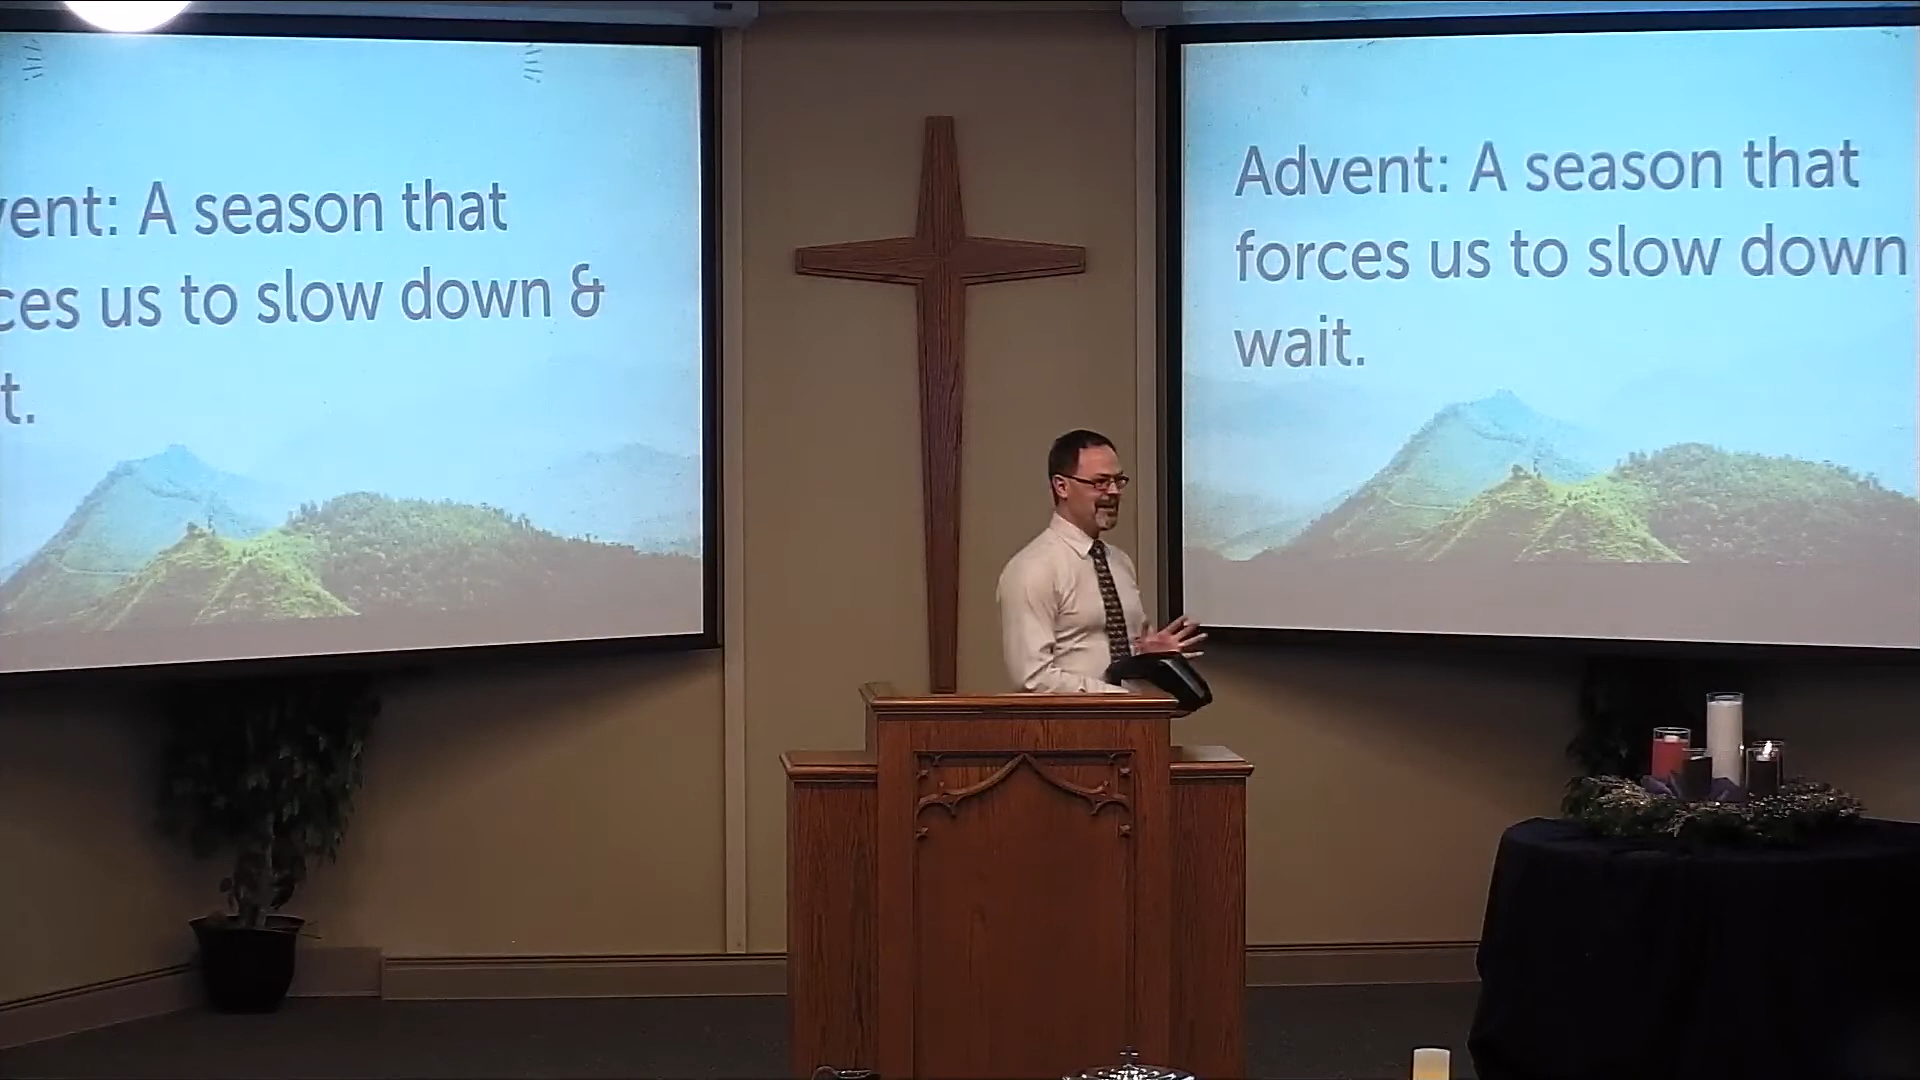 vent: A season that
ces us to slow down &
t.
Advent: A season that
forces us to slow down
wait.